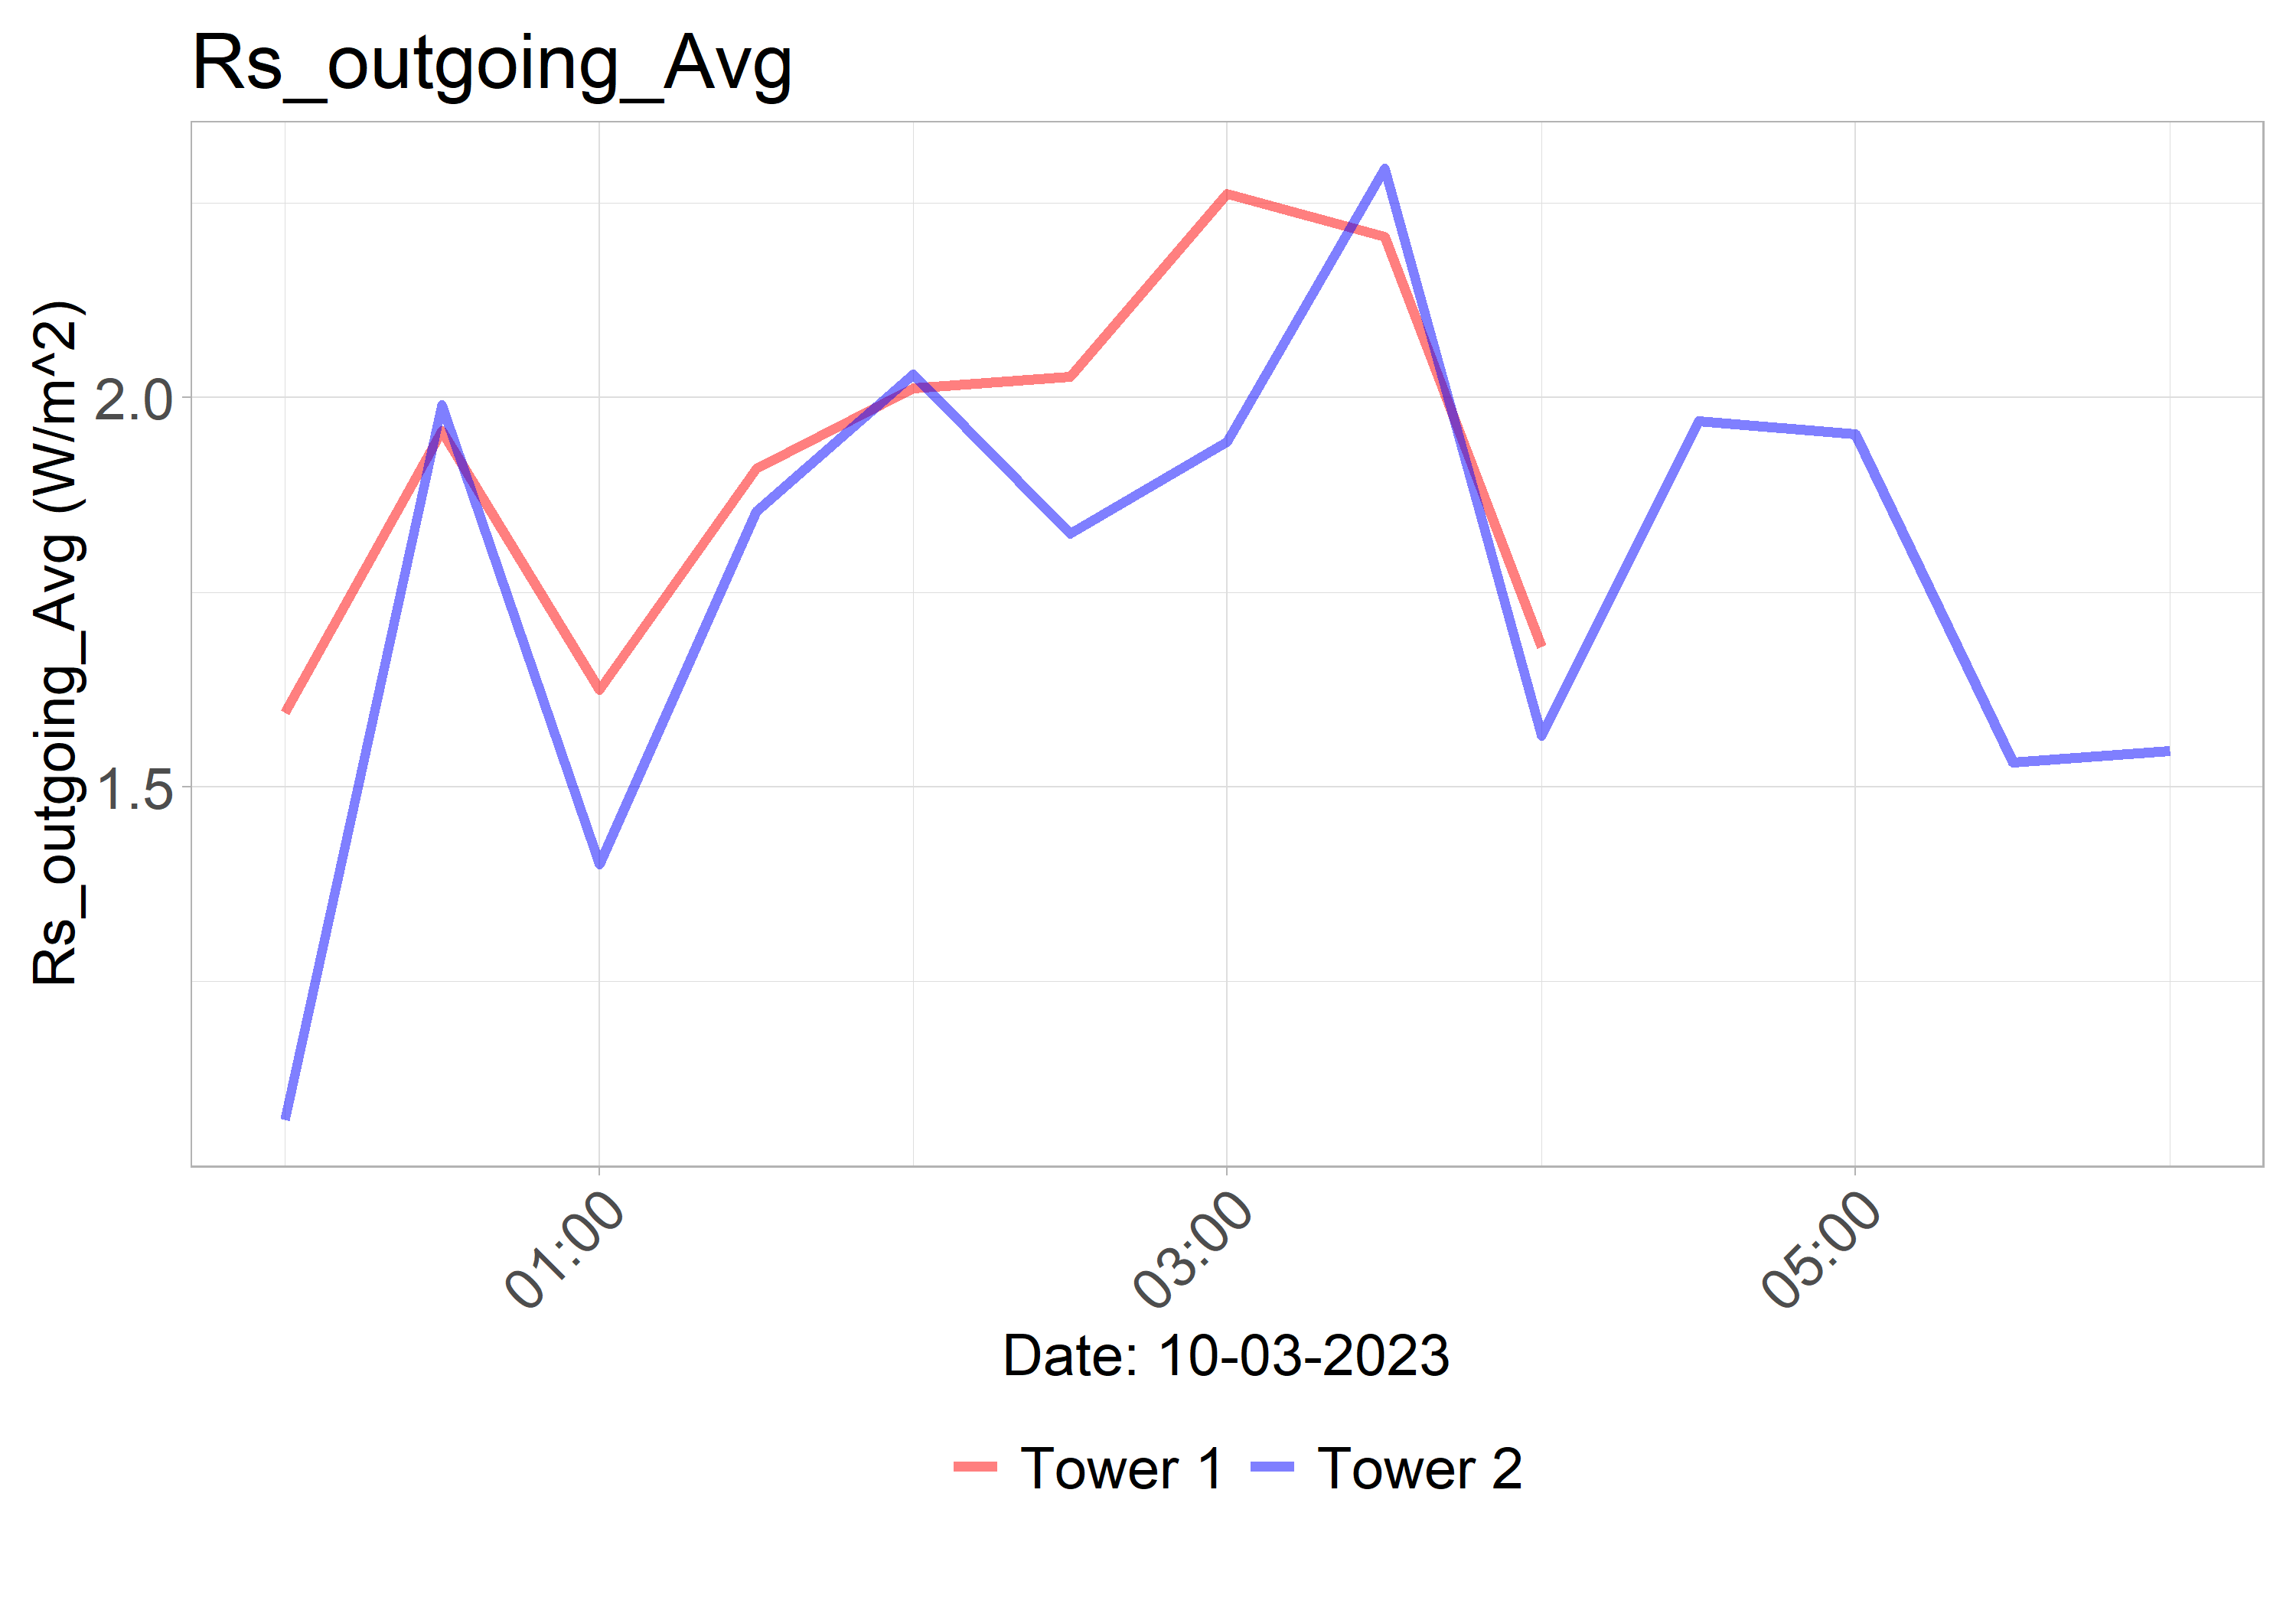 Rs_outgoing_Avg
Rs_outgoing_Avg (W/m^2)
2.0
1.5
01:00
03:00
05:00
Date: 10-03-2023
Tower 1
Tower 2